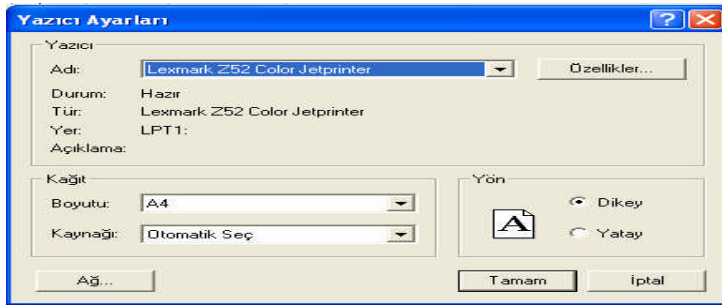 Yazıcı Ayarları
Yazıcı
Adı: Lexmark Z52 Color Jetprinter Özellikler...
Durum: Hazır
Tür: Lexmark Z52 Color Jetprinter
Yer: LPT1:
Açıklama:
Kağıt
Boyutu: A4
Kaynağı: Otomatik Seç
Yön
A
Dikey
Yatay
Ağ... Tamam İptal